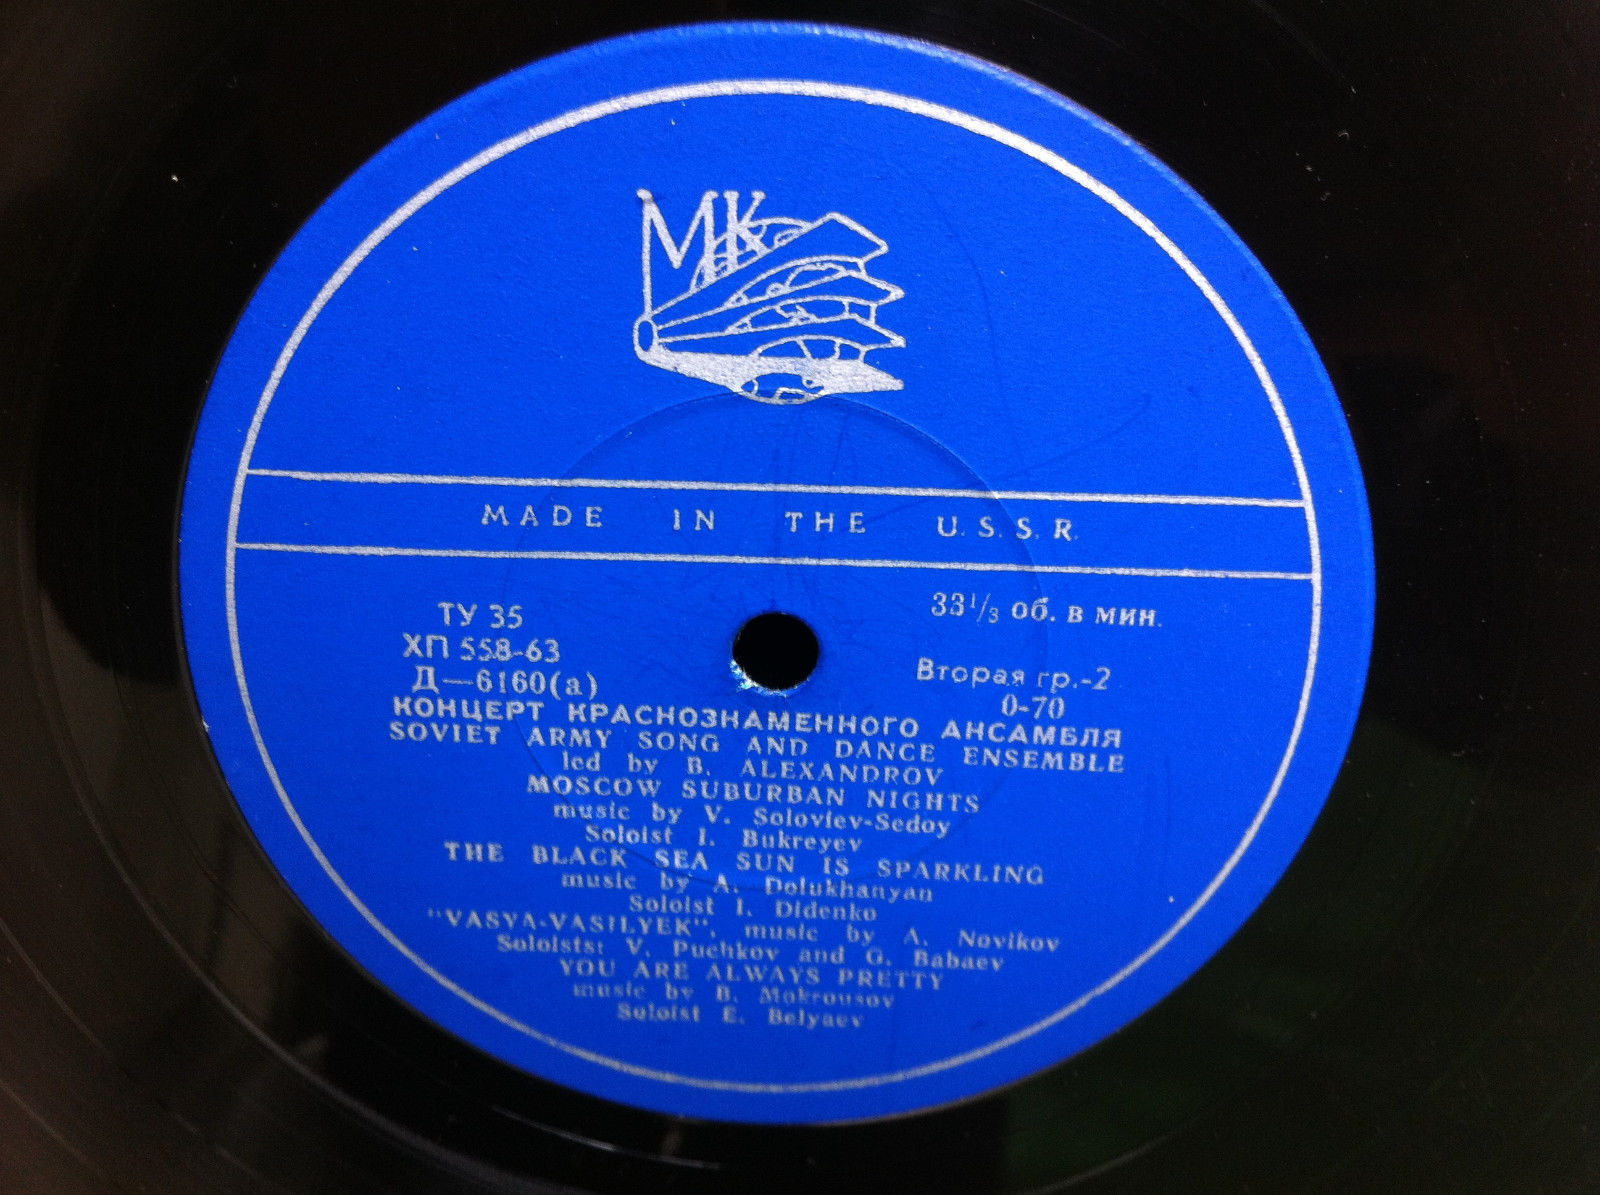 МК
MADE IN THE U.S.S.R.
ТУ 35
33⅓ об. в мин.
ХП 558-63
Д—6160(а)
Вторая гр.-2
0-70
КОНЦЕРТ КРАСНОЗНАМЕННОГО АНСАМБЛЯ
SOVIET ARMY SONG AND DANCE ENSEMBLE
led by B. ALEXANDROV
MOSCOW SUBURBAN NIGHTS
music by V. Soloviev-Sedoy
Soloist I. Bukreyev
THE BLACK SEA SUN IS SPARKLING
music by A. Dolukhanyan
Soloist I. Didenko
"VASYA-VASILYEK", music by A. Novikov
Soloists: V. Puchkov and G. Babaev
YOU ARE ALWAYS PRETTY
music by B. Mokrousov
Soloist E. Belyaev